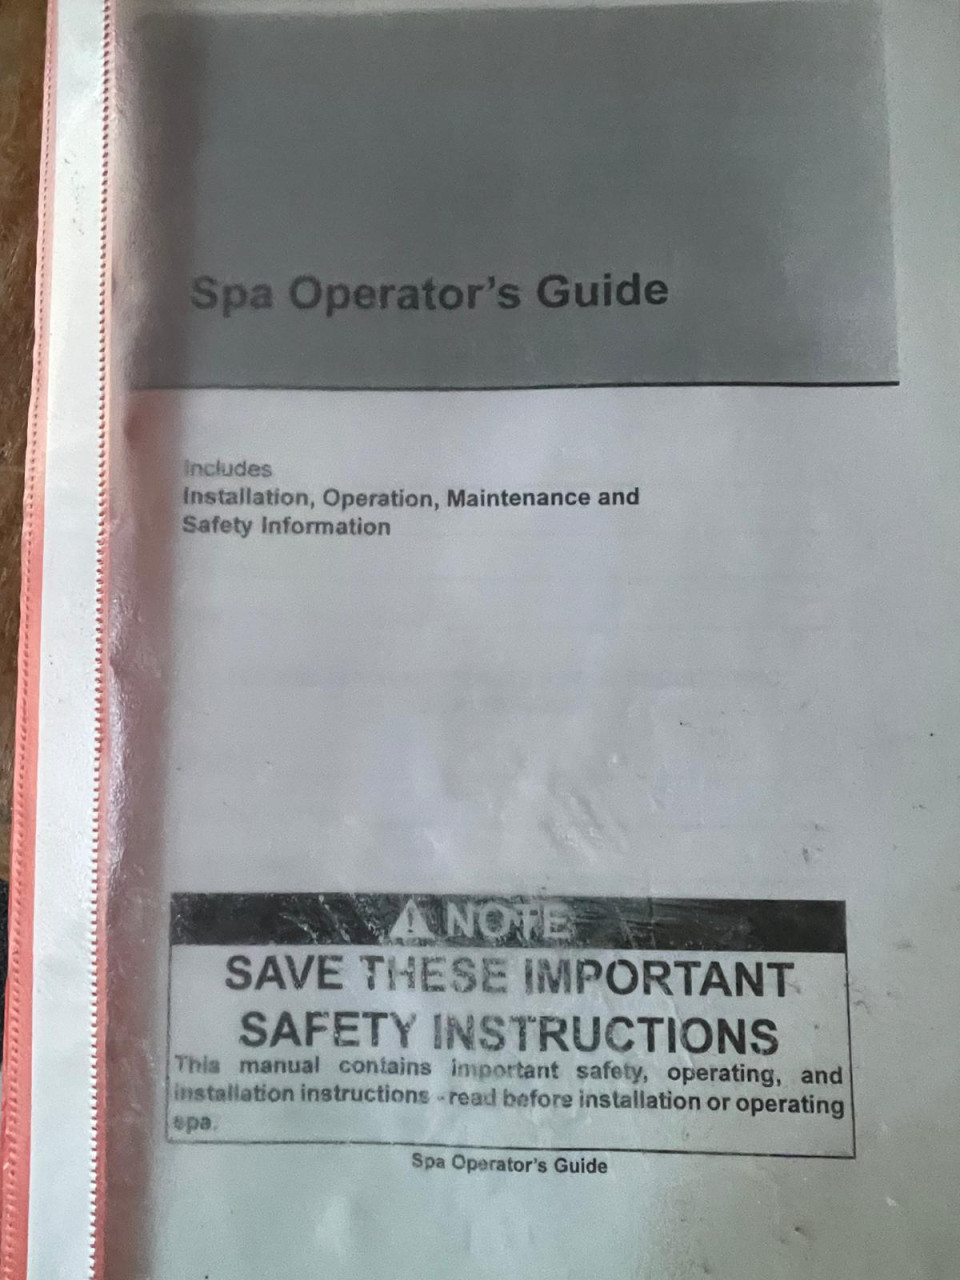 Spa Operator's Guide
Includes
Installation, Operation, Maintenance and
Safety Information
NOTE
SAVE THESE IMPORTANT
SAFETY INSTRUCTIONS
This manual contains important safety, operating, and
installation instructions - read before installation or operating
spa.
Spa Operator's Guide